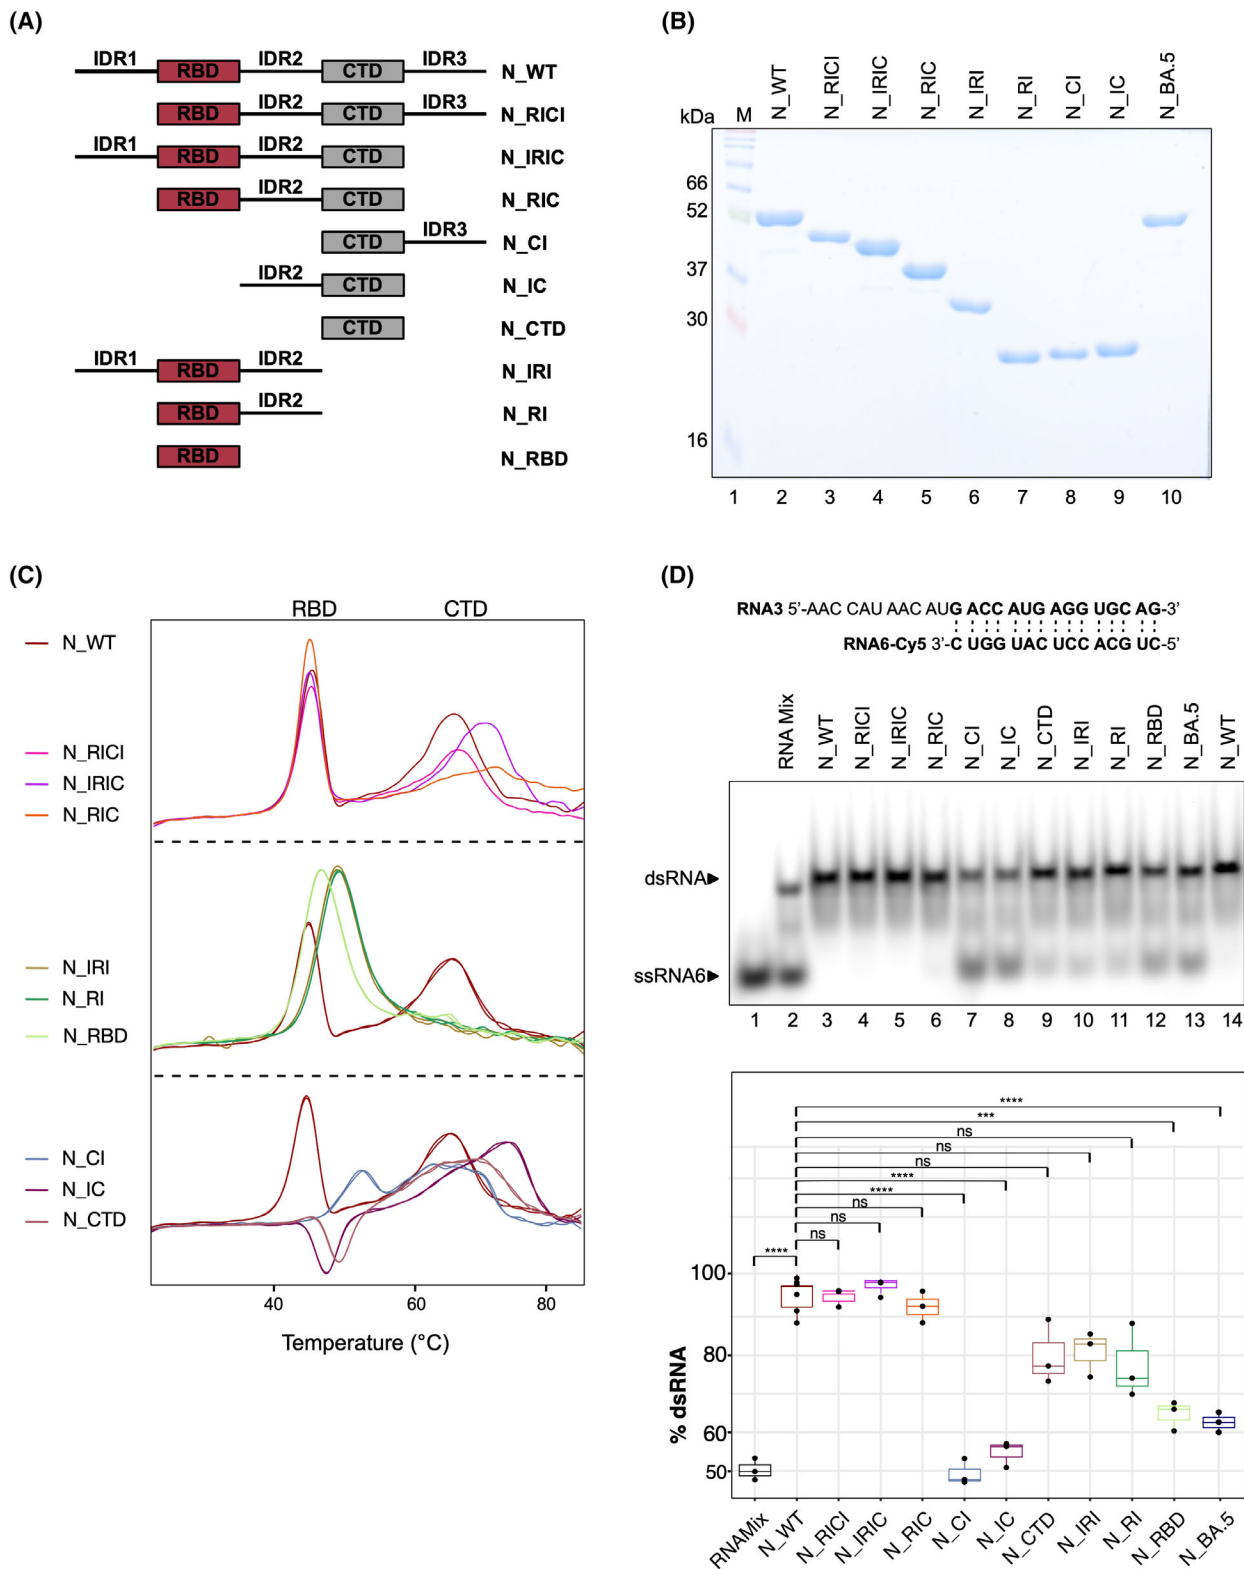 (A)
IDR1 RBD IDR2 CTD IDR3 N_WT
RBD IDR2 CTD IDR3 N_RICI
IDR1 RBD IDR2 CTD N_IRIC
RBD IDR2 CTD N_RIC
CTD IDR3 N_CI
IDR2 CTD N_IC
CTD N_CTD
IDR1 RBD IDR2 N_IRI
RBD IDR2 N_RI
RBD N_RBD
(B)
kDa M N_WT N_RICI N_IRIC N_RIC N_IRI N_RI N_CI N_IC N_BA.5
66
52
37
30
16
1 2 3 4 5 6 7 8 9 10
(C)
RBD CTD
N_WT
N_RICI
N_IRIC
N_RIC
N_IRI
N_RI
N_RBD
N_CI
N_IC
N_CTD
40 60 80
Temperature (°C)
(D)
RNA3 5'-AAC CAU AAC AUG ACC AUG AGG UGC AG-3'
RNA6-Cy5 3'-C UGG UAC UCC ACG UC-5'
RNA Mix N_WT N_RICI N_IRIC N_RIC N_CI N_IC N_CTD N_IRI N_RI N_RBD N_BA.5 N_WT
dsRNA
ssRNA6
1 2 3 4 5 6 7 8 9 10 11 12 13 14
****
***
ns
ns
ns
****
****
ns
ns
ns
****
100
80
60
50
% dsRNA
RNAMix N_WT N_RICI N_IRIC N_RIC N_CI N_IC N_CTD N_IRI N_RI N_RBD N_BA.5